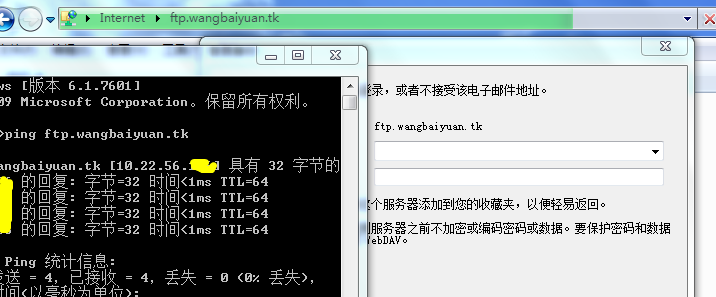 Internet ▸ ftp.wangbaiyuan.tk
ws [版本 6.1.7601]
09 Microsoft Corporation。保留所有权利。
>ping ftp.wangbaiyuan.tk
angbaiyuan.tk [10.22.56. ] 具有 32 字节的
的回复: 字节=32 时间<1ms TTL=64
的回复: 字节=32 时间<1ms TTL=64
的回复: 字节=32 时间<1ms TTL=64
的回复: 字节=32 时间<1ms TTL=64
Ping 统计信息:
送 = 4, 已接收 = 4, 丢失 = 0 (0% 丢失),
时间(以毫秒为单位):
登录，或者不接受该电子邮件地址。
ftp.wangbaiyuan.tk
这个服务器添加到您的收藏夹，以便轻易返回。
到服务器之前不加密或编码密码或数据。要保护密码和数据
WebDAV。